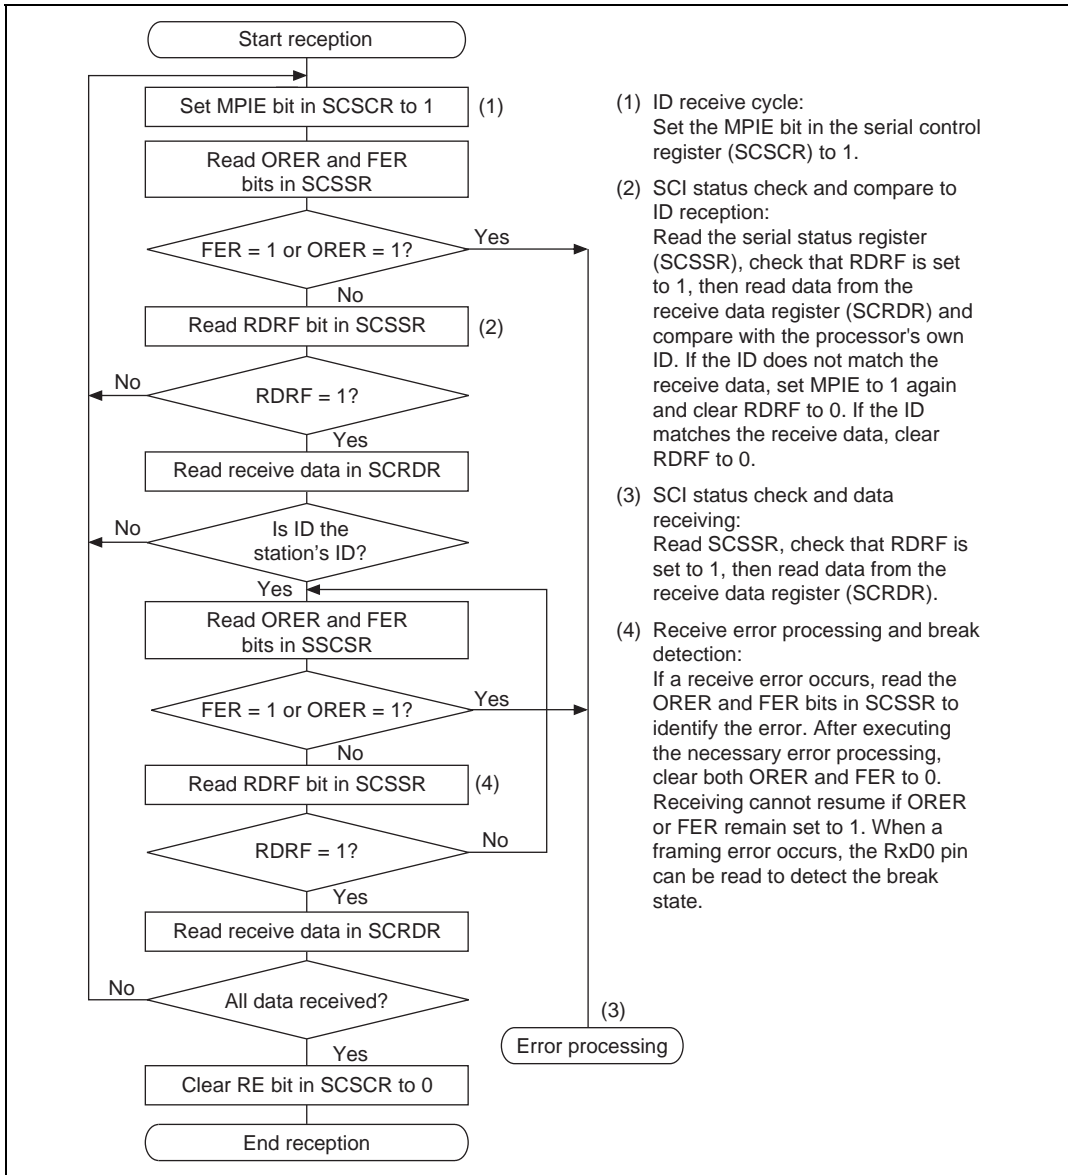 Start reception
Set MPIE bit in SCSCR to 1 (1)
Read ORER and FER
bits in SCSSR
FER = 1 or ORER = 1?
Yes
No
Read RDRF bit in SCSSR (2)
No
RDRF = 1?
Yes
Read receive data in SCRDR
No
Is ID the
station's ID?
Yes
Read ORER and FER
bits in SSCSR
FER = 1 or ORER = 1?
Yes
No
Read RDRF bit in SCSSR (4)
RDRF = 1?
No
Yes
Read receive data in SCRDR
No
All data received?
(3)
Error processing
Yes
Clear RE bit in SCSCR to 0
End reception
(1) ID receive cycle:
Set the MPIE bit in the serial control
register (SCSCR) to 1.
(2) SCI status check and compare to
ID reception:
Read the serial status register
(SCSSR), check that RDRF is set
to 1, then read data from the
receive data register (SCRDR) and
compare with the processor's own
ID. If the ID does not match the
receive data, set MPIE to 1 again
and clear RDRF to 0. If the ID
matches the receive data, clear
RDRF to 0.
(3) SCI status check and data
receiving:
Read SCSSR, check that RDRF is
set to 1, then read data from the
receive data register (SCRDR).
(4) Receive error processing and break
detection:
If a receive error occurs, read the
ORER and FER bits in SCSSR to
identify the error. After executing
the necessary error processing,
clear both ORER and FER to 0.
Receiving cannot resume if ORER
or FER remain set to 1. When a
framing error occurs, the RxD0 pin
can be read to detect the break
state.